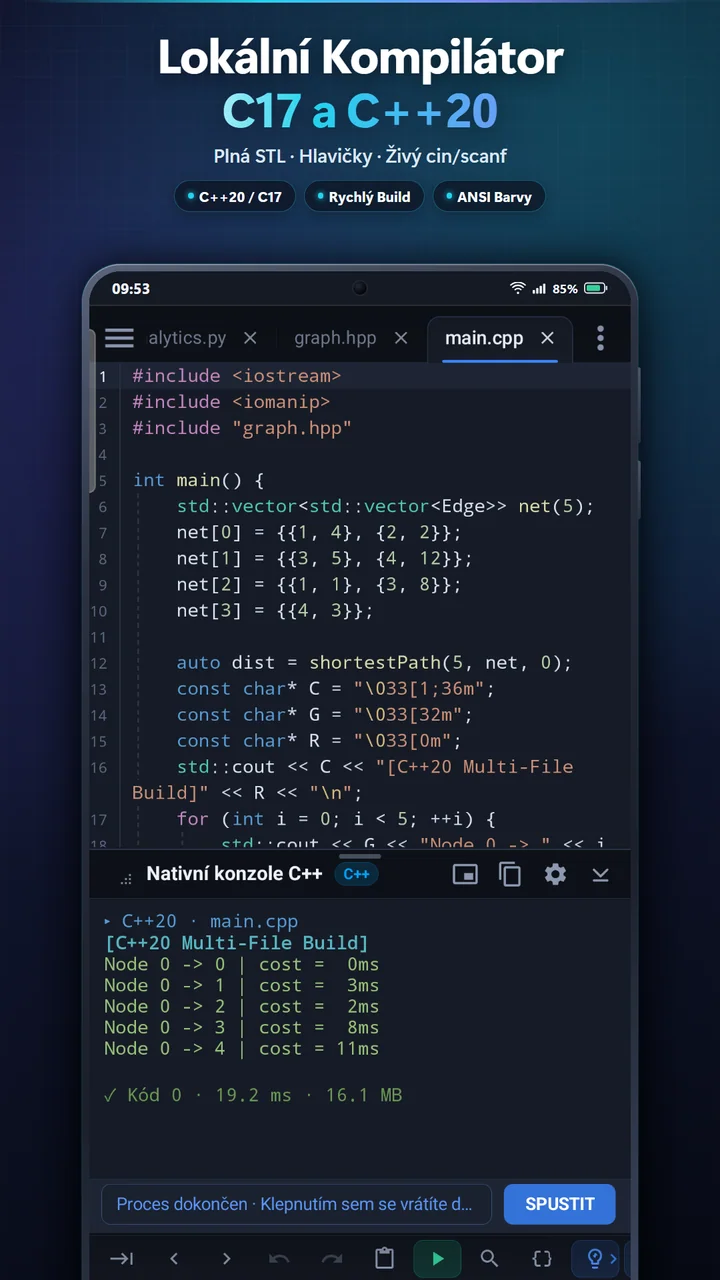 Lokální Kompilátor
C17 a C++20
Plná STL · Hlavičky · Živý cin/scanf
C++20 / C17
Rychlý Build
ANSI Barvy
09:53
85%
alytics.py
graph.hpp
main.cpp
1 #include <iostream>
2 #include <iomanip>
3 #include "graph.hpp"
4
5 int main() {
6 std::vector<std::vector<Edge>> net(5);
7 net[0] = {{1, 4}, {2, 2}};
8 net[1] = {{3, 5}, {4, 12}};
9 net[2] = {{1, 1}, {3, 8}};
10 net[3] = {{4, 3}};
11
12 auto dist = shortestPath(5, net, 0);
13 const char* C = "\033[1;36m";
14 const char* G = "\033[32m";
15 const char* R = "\033[0m";
16 std::cout << C << "[C++20 Multi-File
Build]" << R << "\n";
17 for (int i = 0; i < 5; ++i) {
18 std::cout << G << "Node 0 -> " << i
Nativní konzole C++
C++
▸ C++20 · main.cpp
[C++20 Multi-File Build]
Node 0 -> 0 | cost =  0ms
Node 0 -> 1 | cost =  3ms
Node 0 -> 2 | cost =  2ms
Node 0 -> 3 | cost =  8ms
Node 0 -> 4 | cost = 11ms
✓ Kód 0 · 19.2 ms · 16.1 MB
Proces dokončen · Klepnutím sem se vrátíte d...
SPUSTIT